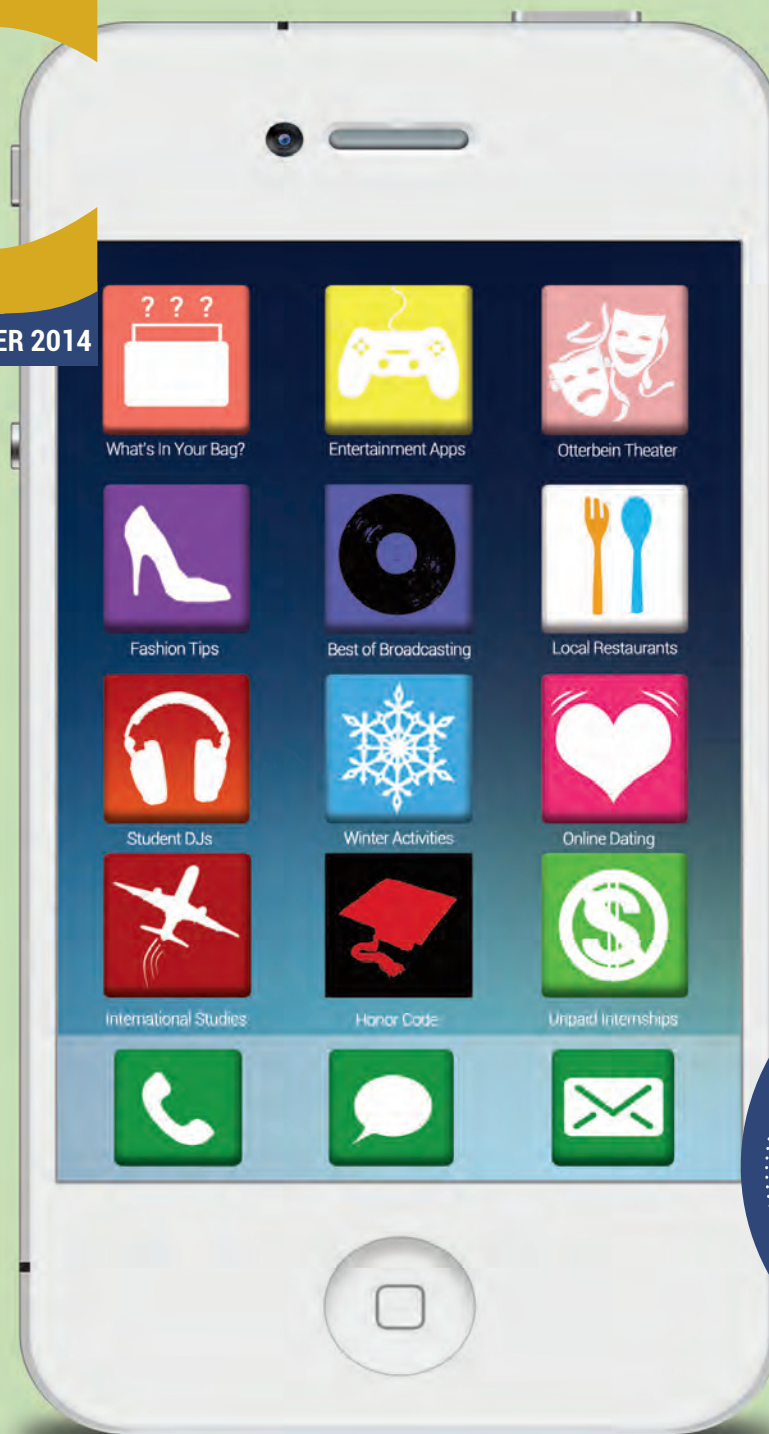 ER 2014
? ? ?
What's In Your Bag?
Entertainment Apps
Otterbein Theater
Fashion Tips
Best of Broadcasting
Local Restaurants
Student DJs
Winter Activities
Online Dating
International Studies
Honor Code
$
Unpaid Internships